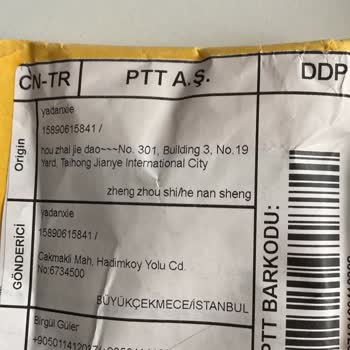 CN-TR PTT A.Ş. DDP
Origin
yadanxie
15890615841 /
hou zhai jie dao~~~No. 301, Building 3, No.19
Yard, Taihong Jianye International City
zheng zhou shi/he nan sheng
GÖNDERİCİ
yadanxie
15890615841 /
Cakmakli Mah, Hadimkoy Yolu Cd.
No:6734500
BÜYÜKÇEKMECE/İSTANBUL
PTT BARKODU:
Birgül Güler